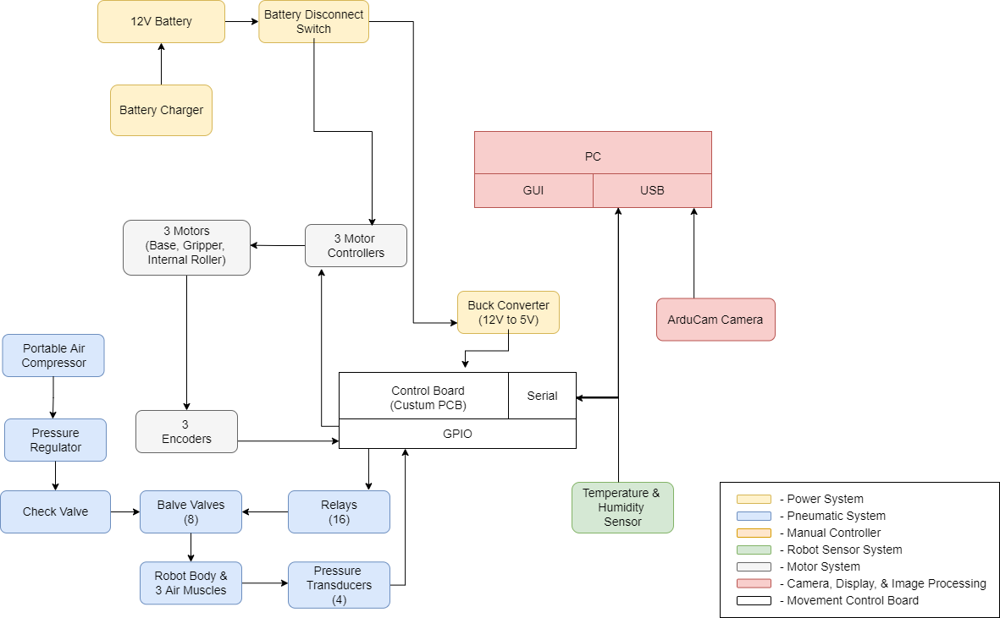 12V Battery
Battery Disconnect
Switch
Battery Charger
PC
GUI
USB
3 Motors
(Base, Gripper,
Internal Roller)
3 Motor
Controllers
Buck Converter
(12V to 5V)
ArduCam Camera
Portable Air
Compressor
Control Board
(Custum PCB)
Serial
GPIO
3
Encoders
Pressure
Regulator
Check Valve
Balve Valves
(8)
Relays
(16)
Temperature &
Humidity
Sensor
Robot Body &
3 Air Muscles
Pressure
Transducers
(4)
- Power System
- Pneumatic System
- Manual Controller
- Robot Sensor System
- Motor System
- Camera, Display, & Image Processing
- Movement Control Board